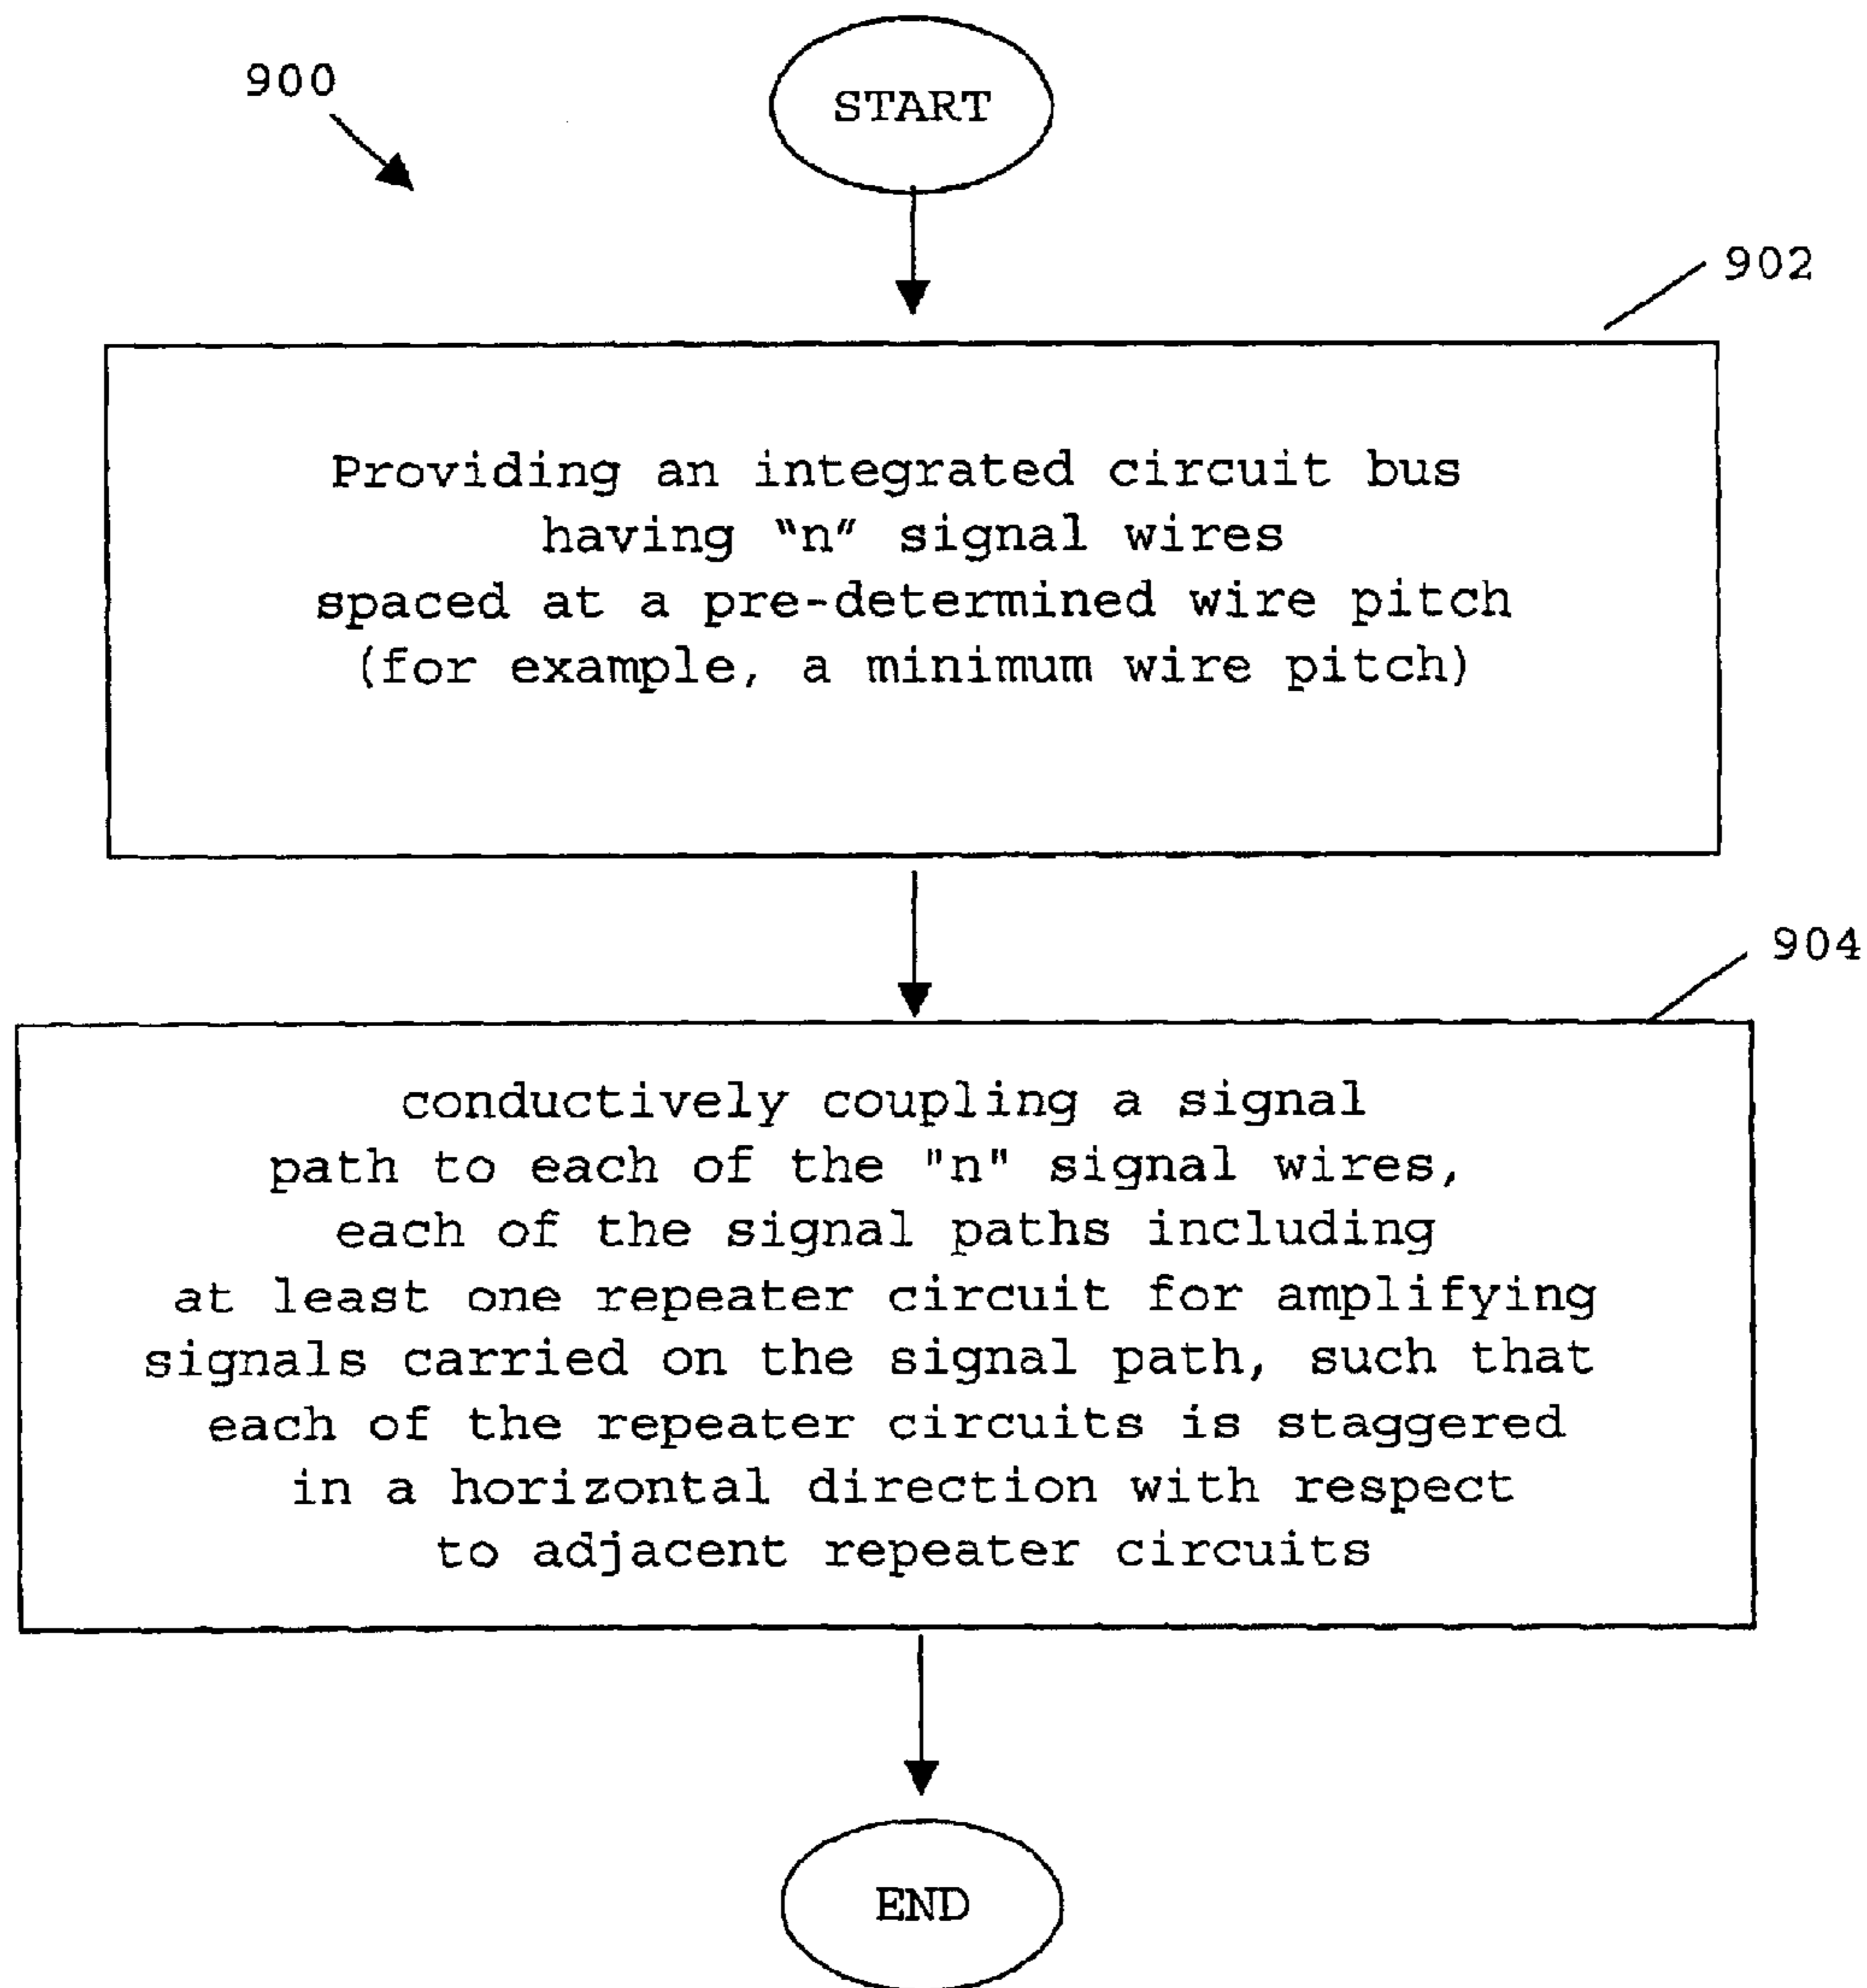 900
START
902
Providing an integrated circuit bus
having “n” signal wires
spaced at a pre-determined wire pitch
(for example, a minimum wire pitch)
904
conductively coupling a signal
path to each of the "n" signal wires,
each of the signal paths including
at least one repeater circuit for amplifying
signals carried on the signal path, such that
each of the repeater circuits is staggered
in a horizontal direction with respect
to adjacent repeater circuits
END